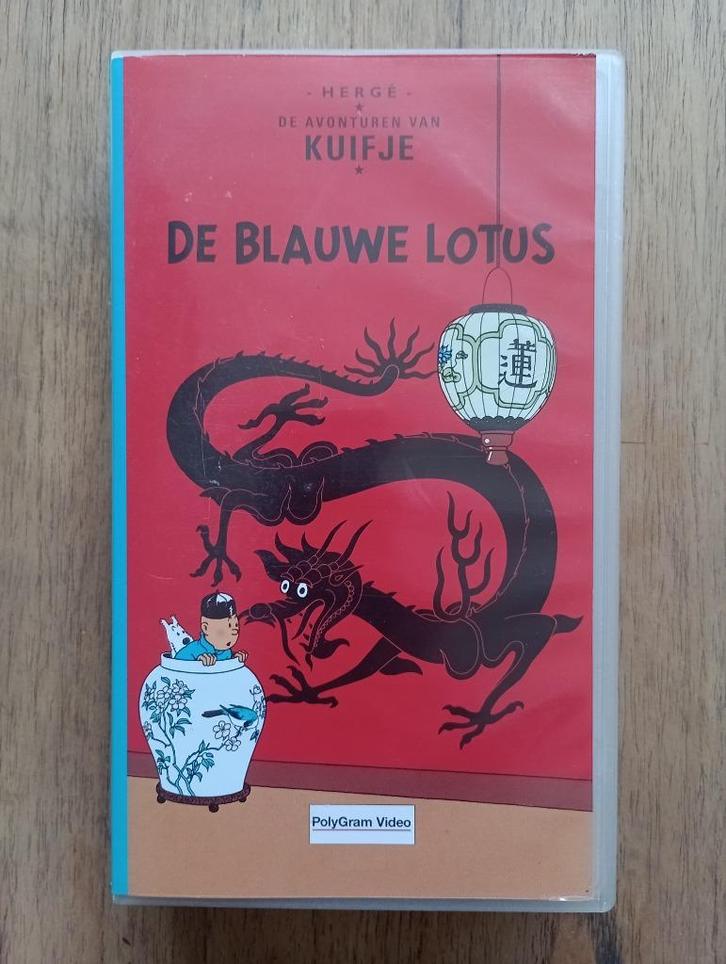 - HERGÉ -
DE AVONTUREN VAN
KUIFJE
DE BLAUWE LOTUS
蓮
PolyGram Video